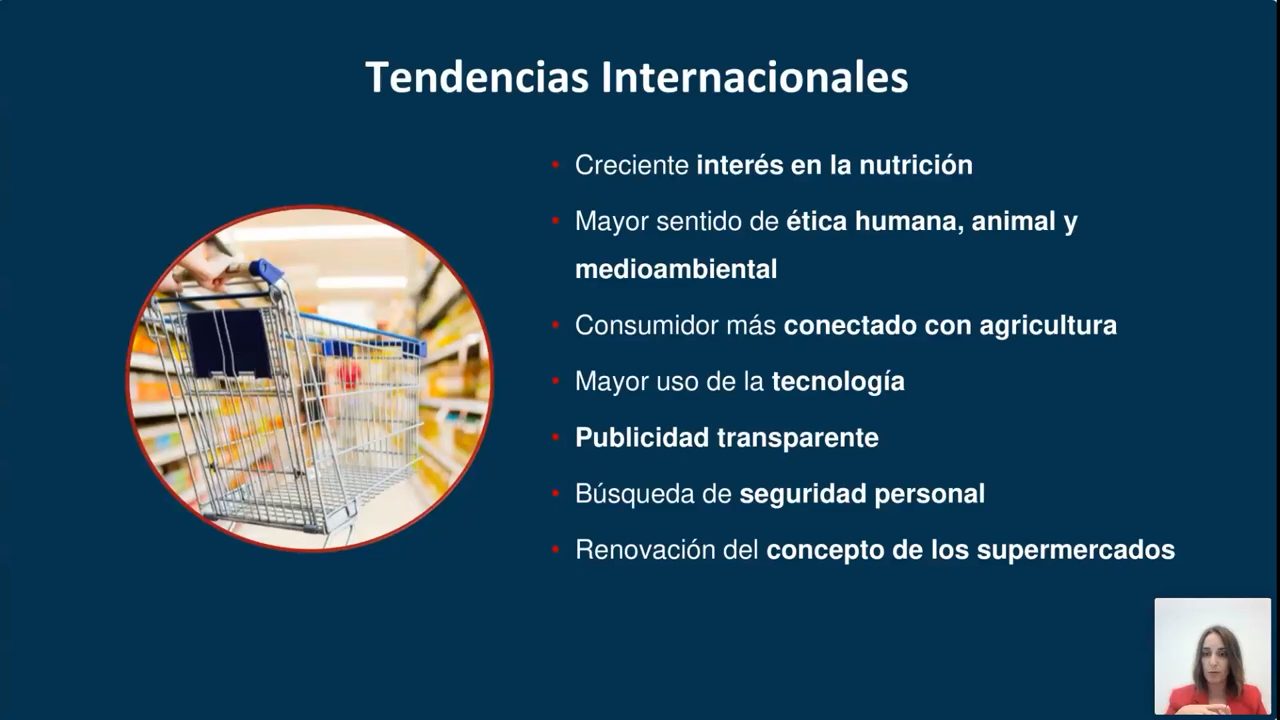 Tendencias Internacionales
• Creciente interés en la nutrición
• Mayor sentido de ética humana, animal y
medioambiental
• Consumidor más conectado con agricultura
• Mayor uso de la tecnología
• Publicidad transparente
• Búsqueda de seguridad personal
• Renovación del concepto de los supermercados